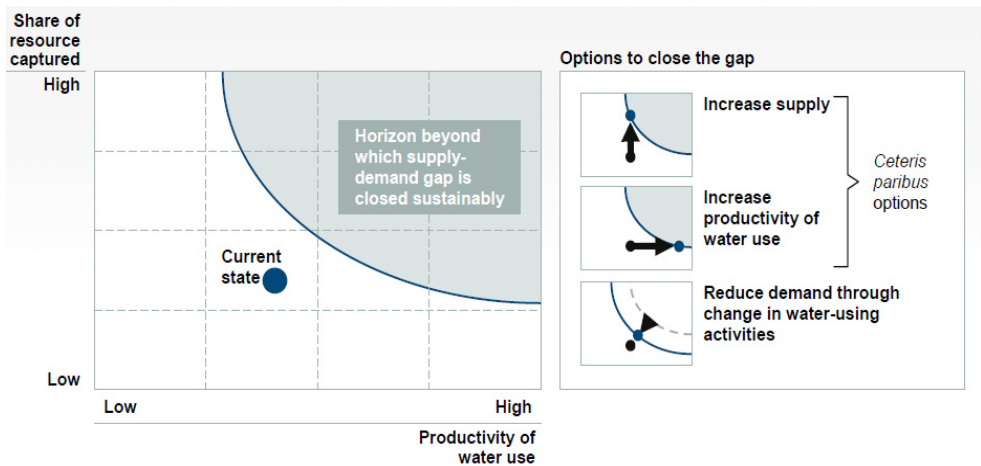 Share of
resource
captured
High
Horizon beyond
which supply-
demand gap is
closed sustainably
Current
state
Low
Low
High
Productivity of
water use
Options to close the gap
Increase supply
Increase
productivity of
water use
Ceteris
paribus
options
Reduce demand through
change in water-using
activities